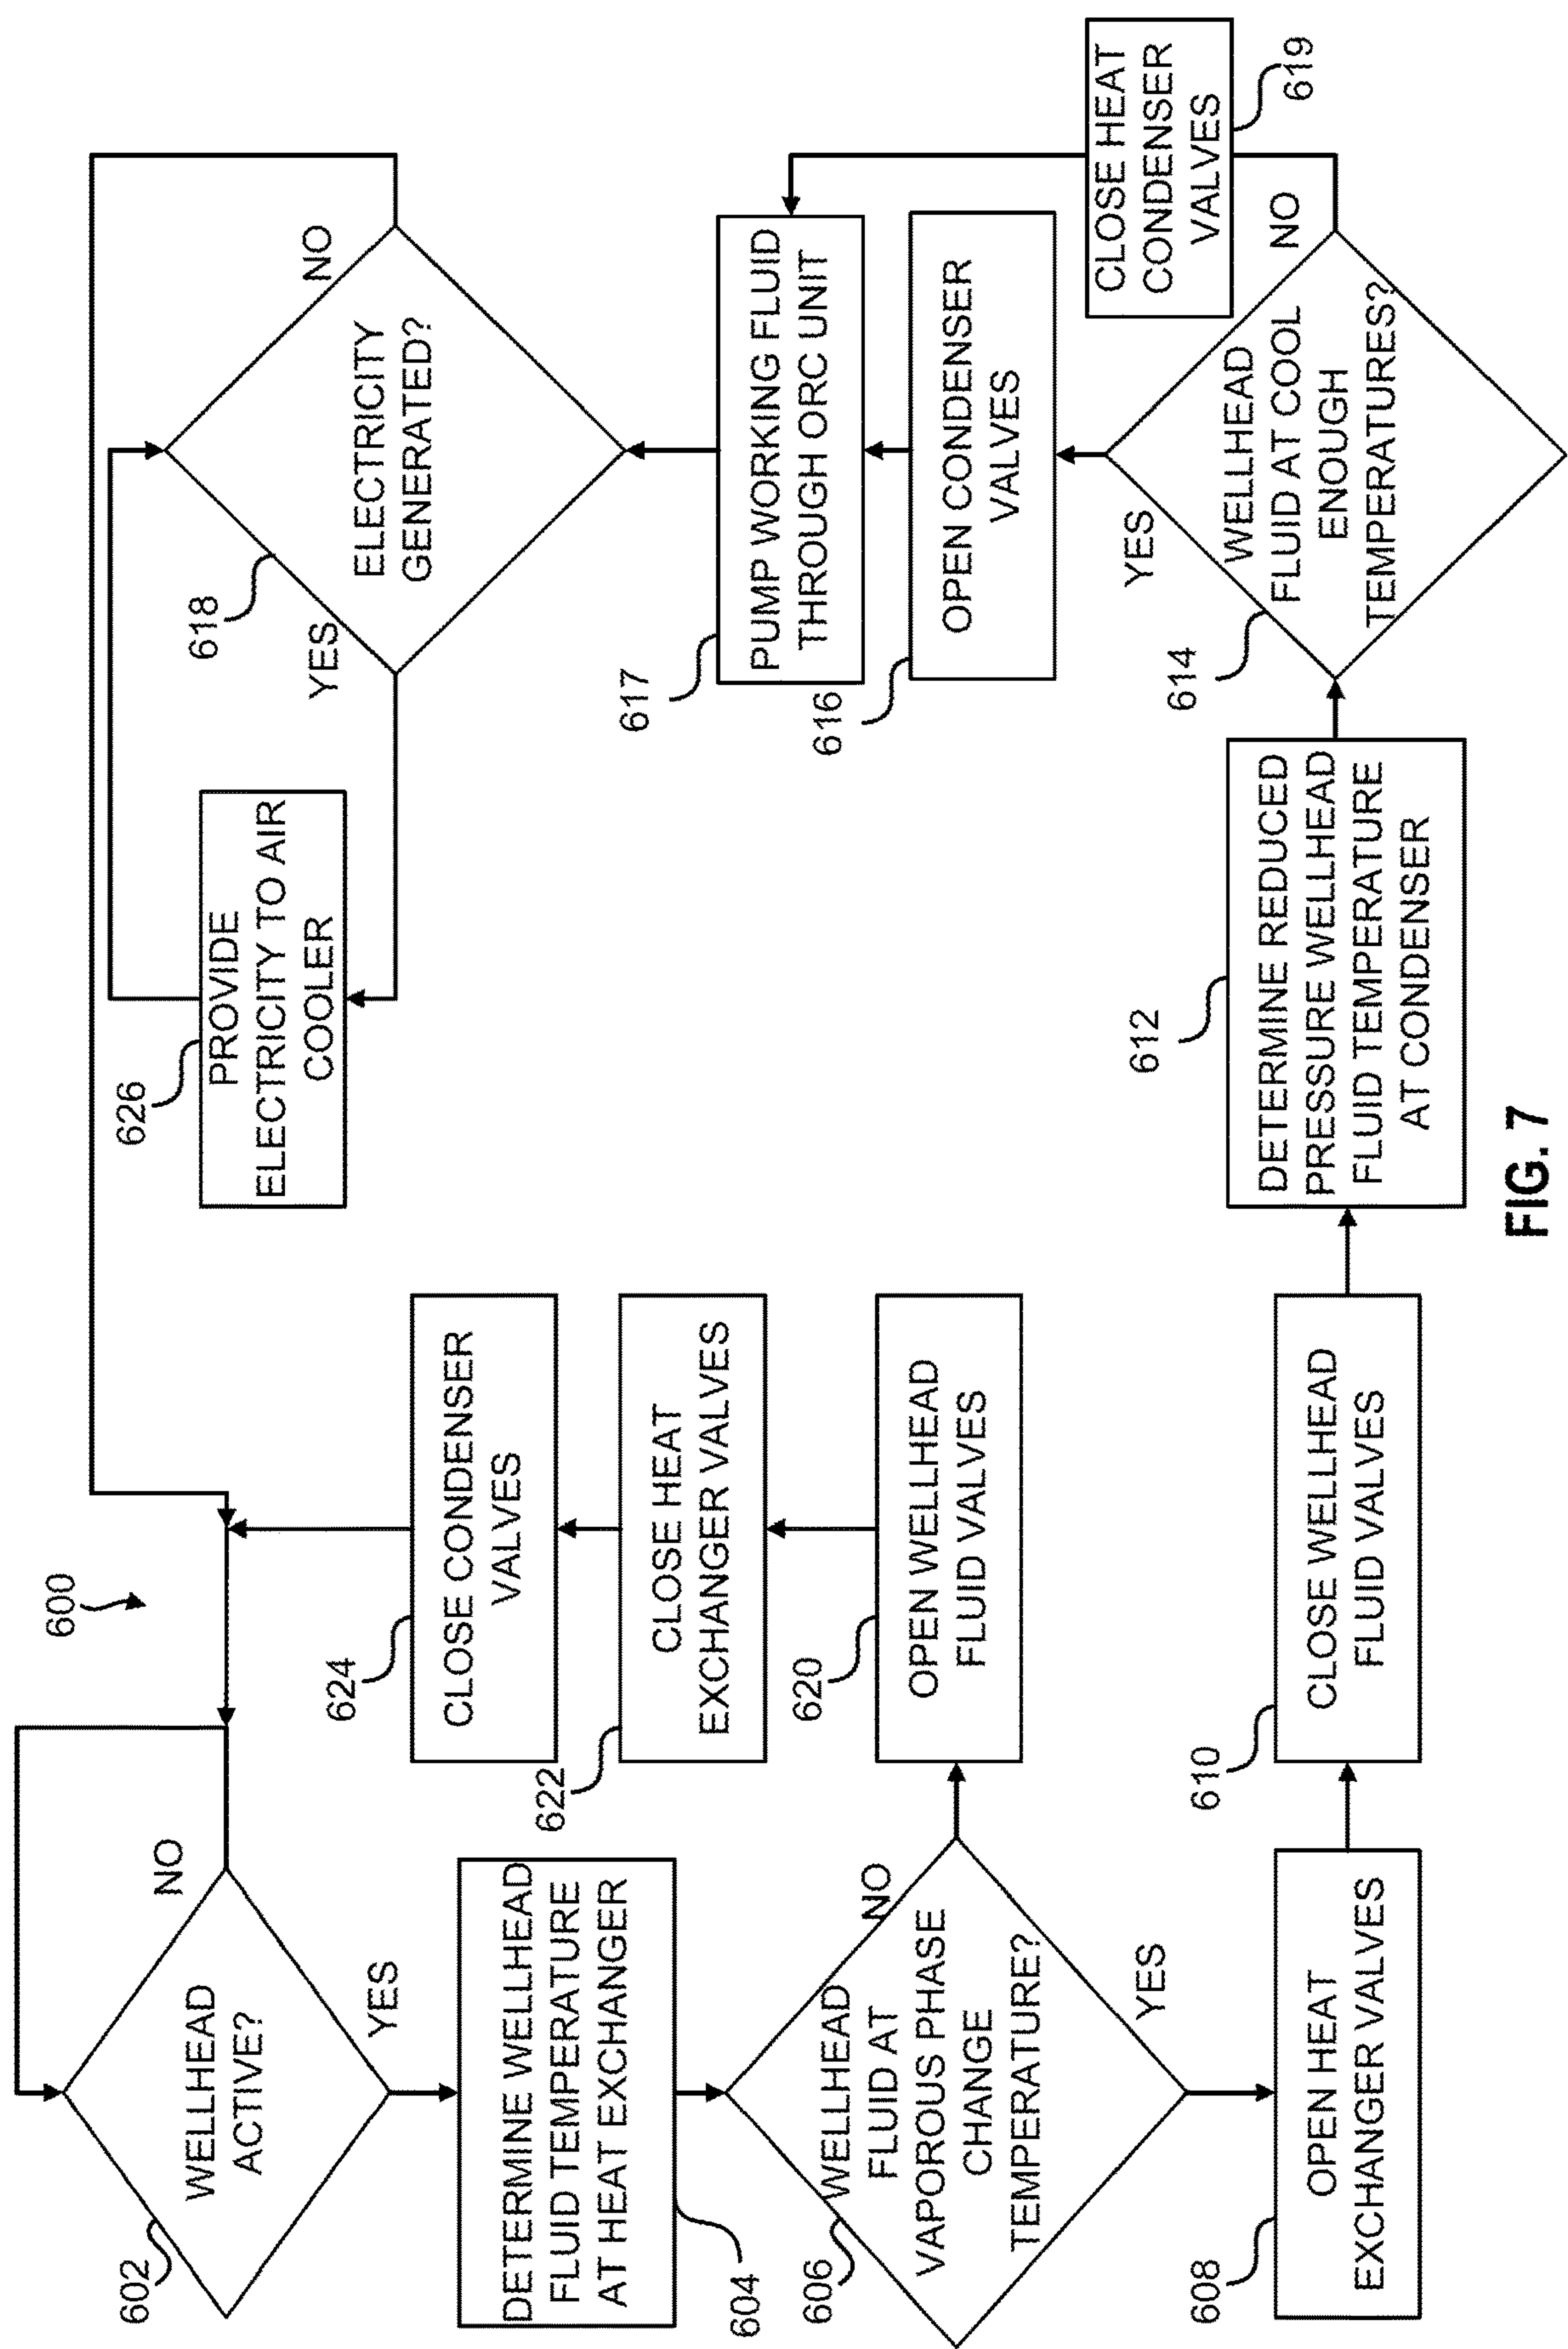 600
602
WELLHEAD
ACTIVE?
NO
YES
DETERMINE WELLHEAD
FLUID TEMPERATURE
AT HEAT EXCHANGER
604
606
WELLHEAD
FLUID AT
VAPOROUS PHASE
CHANGE
TEMPERATURE?
NO
YES
608
OPEN HEAT
EXCHANGER VALVES
610
CLOSE WELLHEAD
FLUID VALVES
620
OPEN WELLHEAD
FLUID VALVES
622
CLOSE HEAT
EXCHANGER VALVES
624
CLOSE CONDENSER
VALVES
612
DETERMINE REDUCED
PRESSURE WELLHEAD
FLUID TEMPERATURE
AT CONDENSER
614
WELLHEAD
FLUID AT COOL
ENOUGH
TEMPERATURES?
YES
NO
616
OPEN CONDENSER
VALVES
CLOSE HEAT
CONDENSER
VALVES
619
617
PUMP WORKING FLUID
THROUGH ORC UNIT
618
ELECTRICITY
GENERATED?
YES
NO
626
PROVIDE
ELECTRICITY TO AIR
COOLER
FIG. 7